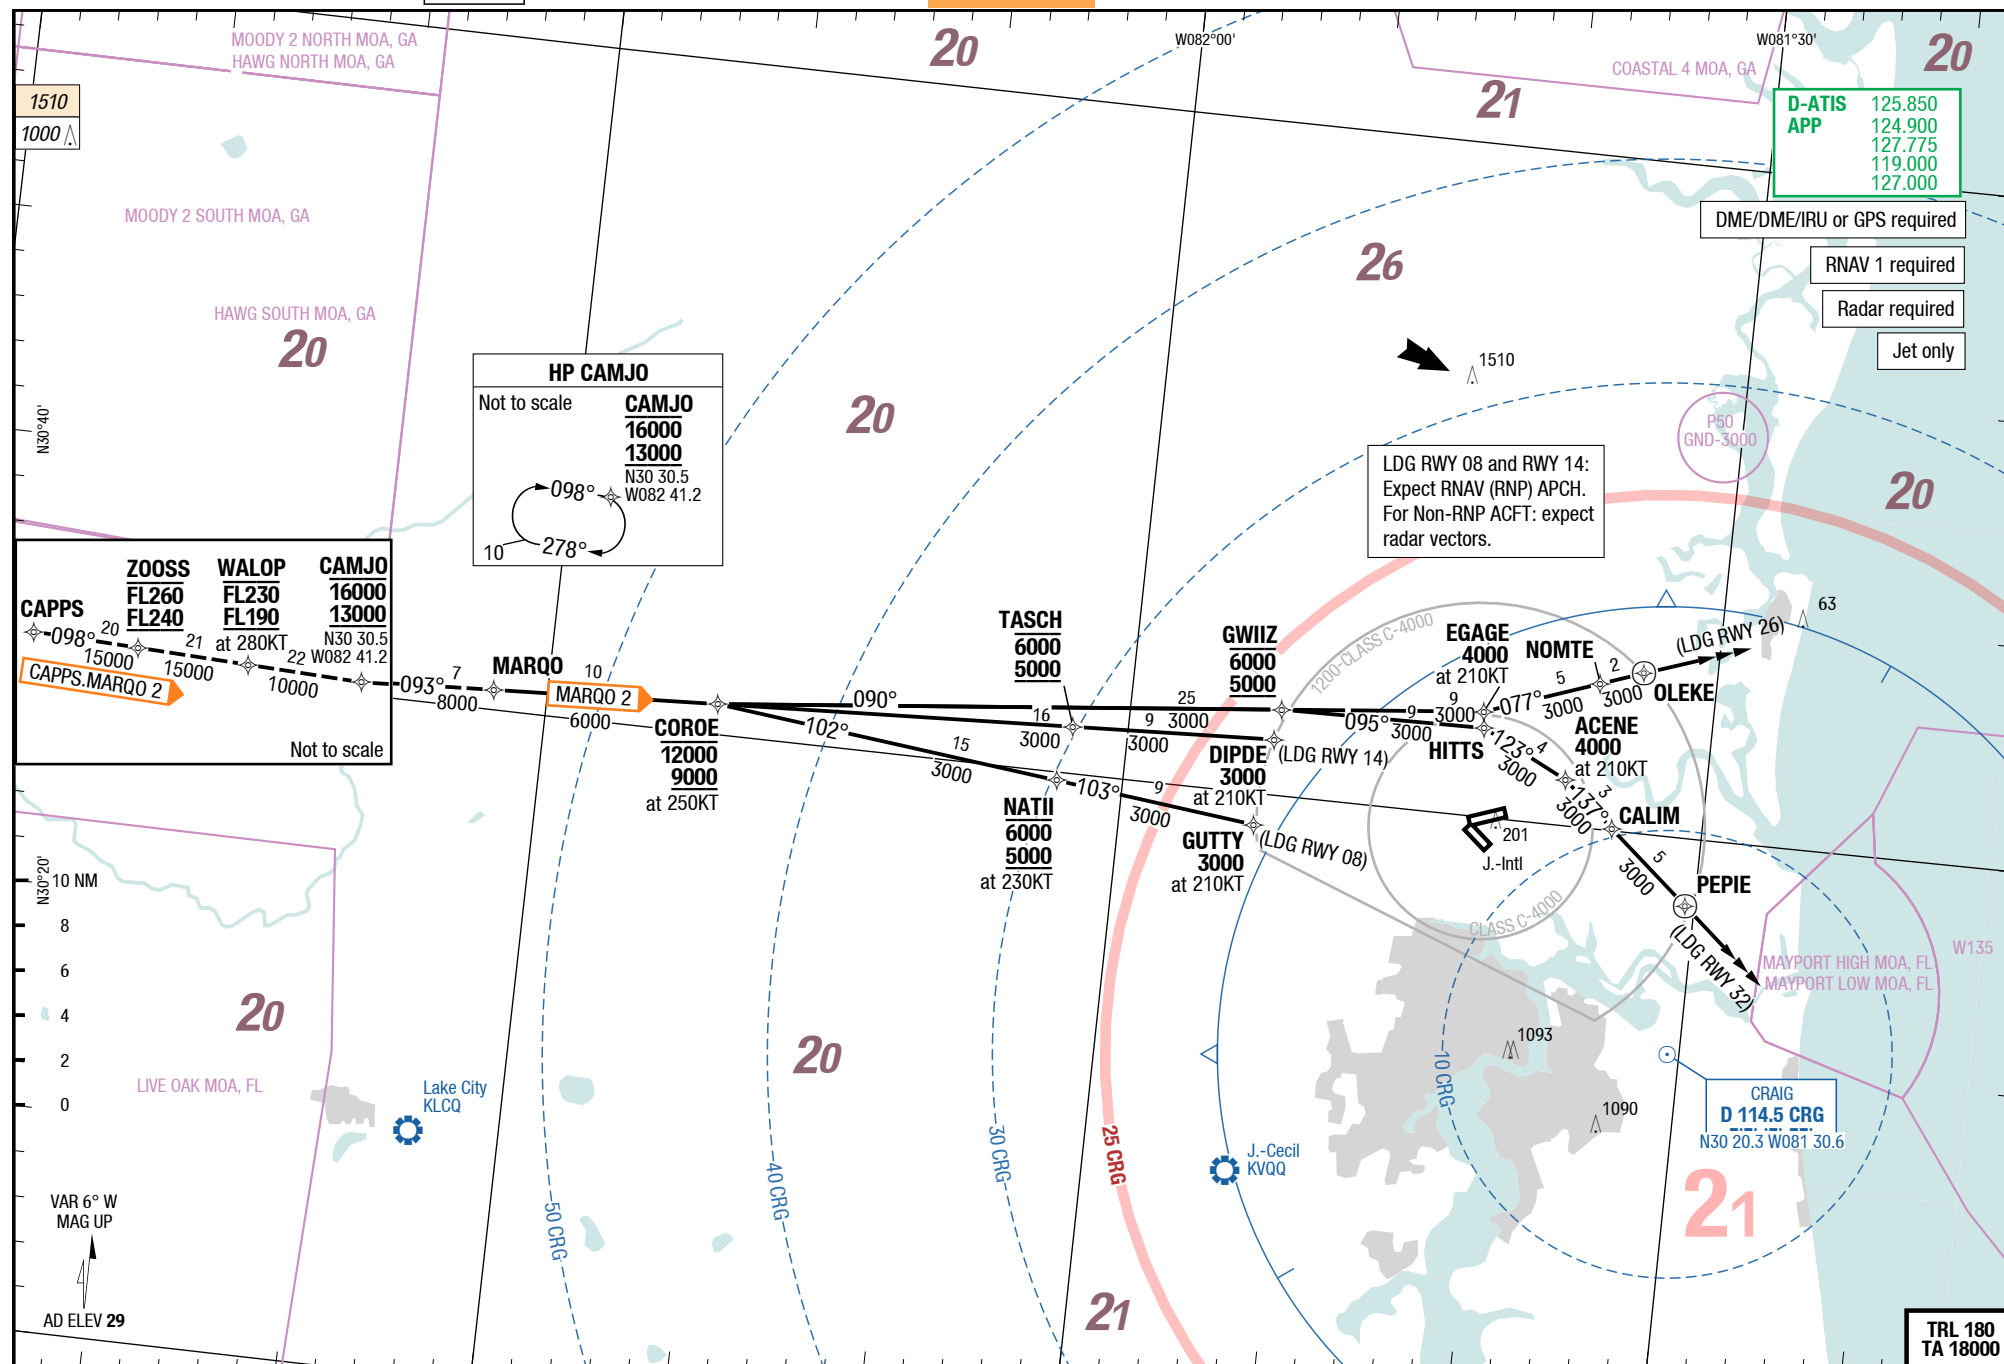 MOODY 2 NORTH MOA, GA
HAWG NORTH MOA, GA
20
W082°00'
W081°30'
20
COASTAL 4 MOA, GA
21
1510
1000
D-ATIS 125.850
APP 124.900
127.775
119.000
127.000
MOODY 2 SOUTH MOA, GA
DME/DME/IRU or GPS required
RNAV 1 required
Radar required
Jet only
26
HAWG SOUTH MOA, GA
20
1510
HP CAMJO
Not to scale
CAMJO
16000
13000
N30 30.5
W082 41.2
098°
278°
10
20
N30°40'
P50
GND-3000
LDG RWY 08 and RWY 14:
Expect RNAV (RNP) APCH.
For Non-RNP ACFT: expect
radar vectors.
20
CAPPS
ZOOSS
FL260
FL240
WALOP
FL230
FL190
at 280KT
CAMJO
16000
13000
N30 30.5
W082 41.2
098°
20
15000
21
15000
22
10000
CAPPS.MARQO 2
Not to scale
093°
7
8000
MARQO
10
MARQO 2
6000
COROE
12000
9000
at 250KT
090°
25
3000
102°
15
3000
16
3000
TASCH
6000
5000
9
3000
GWIIZ
6000
5000
DIPDE
3000
at 210KT
(LDG RWY 14)
NATII
6000
5000
at 230KT
103°
9
3000
GUTTY
3000
at 210KT
(LDG RWY 08)
1200-CLASS C-4000
CLASS C-4000
EGAGE
4000
at 210KT
9
3000
095°
9
3000
HITTS
077°
5
3000
NOMTE
2
3000
OLEKE
(LDG RWY 26)
63
123°
4
3000
ACENE
4000
at 210KT
137°
3
3000
CALIM
5
3000
PEPIE
(LDG RWY 32)
201
J.-Intl
W135
MAYPORT HIGH MOA, FL
MAYPORT LOW MOA, FL
N30°20'
10 NM
8
6
4
2
0
20
LIVE OAK MOA, FL
Lake City
KLCQ
20
50 CRG
40 CRG
30 CRG
25 CRG
10 CRG
J.-Cecil
KVQQ
1093
1090
CRAIG
D 114.5 CRG
N30 20.3 W081 30.6
21
21
VAR 6° W
MAG UP
AD ELEV 29
TRL 180
TA 18000